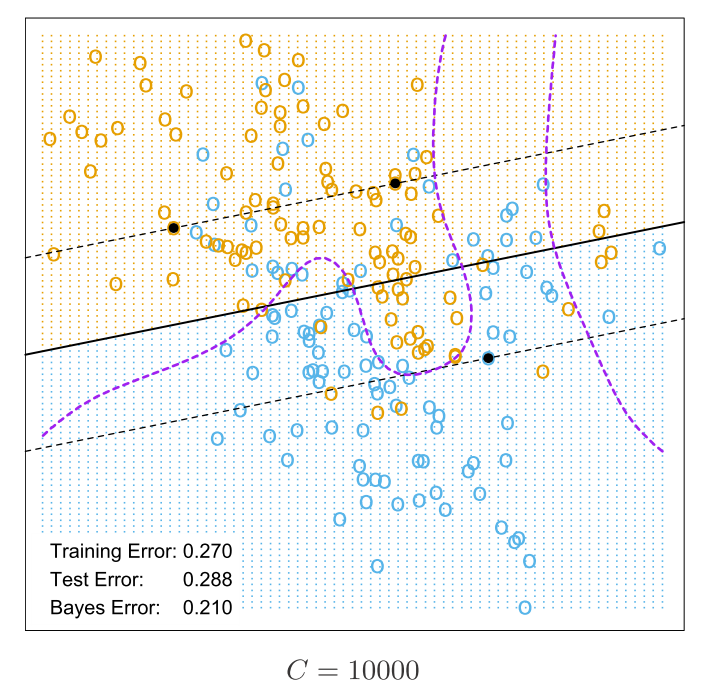 Training Error: 0.270
Test Error: 0.288
Bayes Error: 0.210
C = 10000